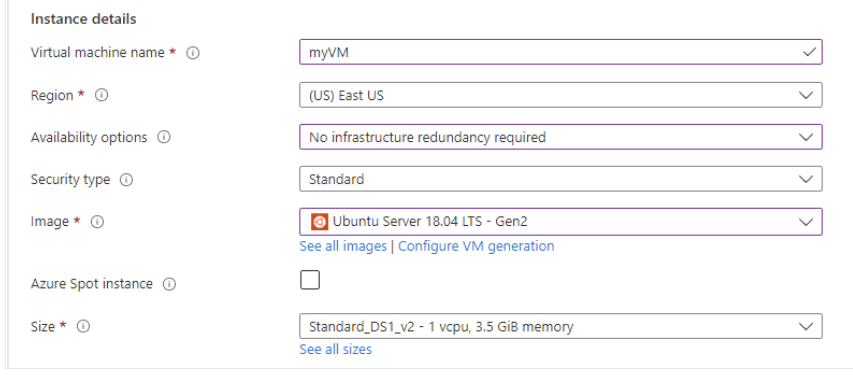 Instance details
Virtual machine name * myVM
Region * (US) East US
Availability options No infrastructure redundancy required
Security type Standard
Image * Ubuntu Server 18.04 LTS - Gen2
See all images | Configure VM generation
Azure Spot instance
Size * Standard_DS1_v2 - 1 vcpu, 3.5 GiB memory
See all sizes